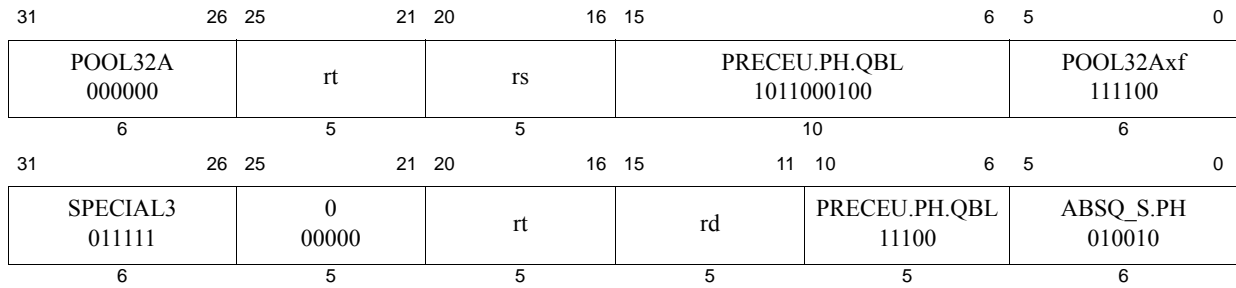 31 26 25 21 20 16 15 6 5 0
POOL32A rt rs PRECEU.PH.QBL POOL32Axf
000000 1011000100 111100
6 5 5 10 6
31 26 25 21 20 16 15 11 10 6 5 0
SPECIAL3 0 rt rd PRECEU.PH.QBL ABSQ_S.PH
011111 00000 11100 010010
6 5 5 5 5 6